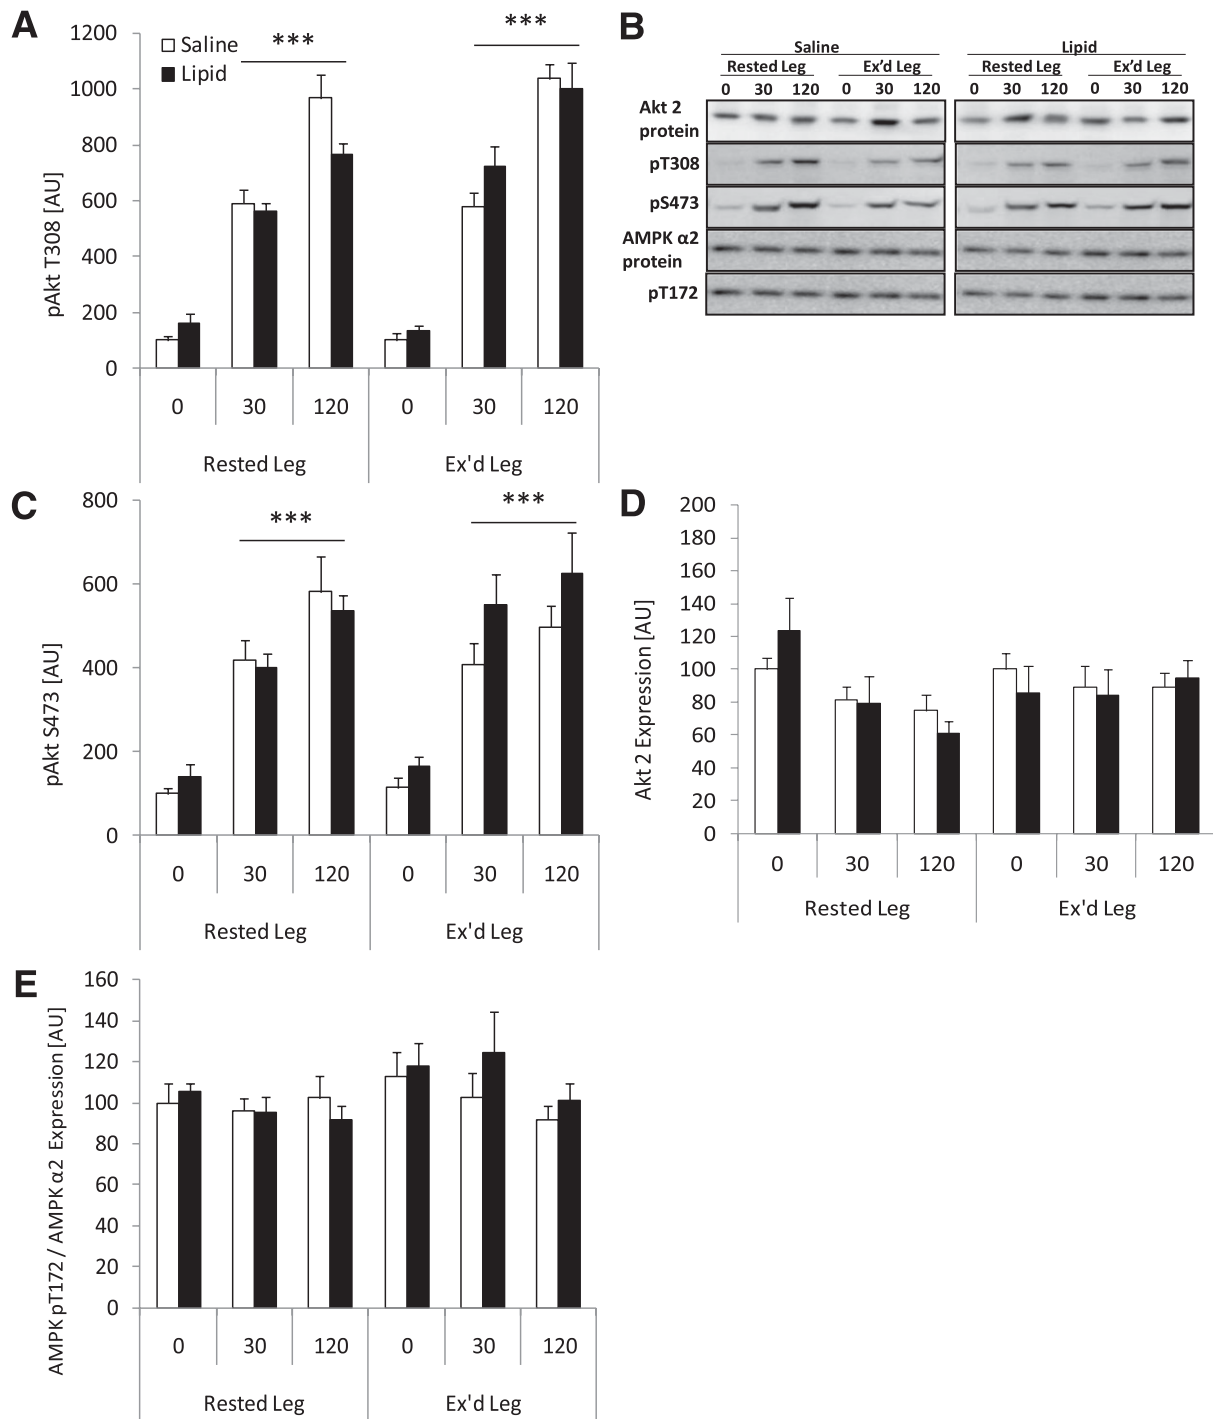 A
pAkt T308 [AU]
1200
1000
800
600
400
200
0
Saline
Lipid
***
***
0 30 120 0 30 120
Rested Leg Ex'd Leg
B
Saline Lipid
Rested Leg Ex’d Leg Rested Leg Ex’d Leg
0 30 120 0 30 120 0 30 120 0 30 120
Akt 2
protein
pT308
pS473
AMPK α2
protein
pT172
C
pAkt S473 [AU]
800
600
400
200
0
***
***
0 30 120 0 30 120
Rested Leg Ex'd Leg
D
Akt 2 Expression [AU]
200
180
160
140
120
100
80
60
40
20
0
0 30 120 0 30 120
Rested Leg Ex'd Leg
E
AMPK pT172 / AMPK α2 Expression [AU]
160
140
120
100
80
60
40
20
0
0 30 120 0 30 120
Rested Leg Ex'd Leg